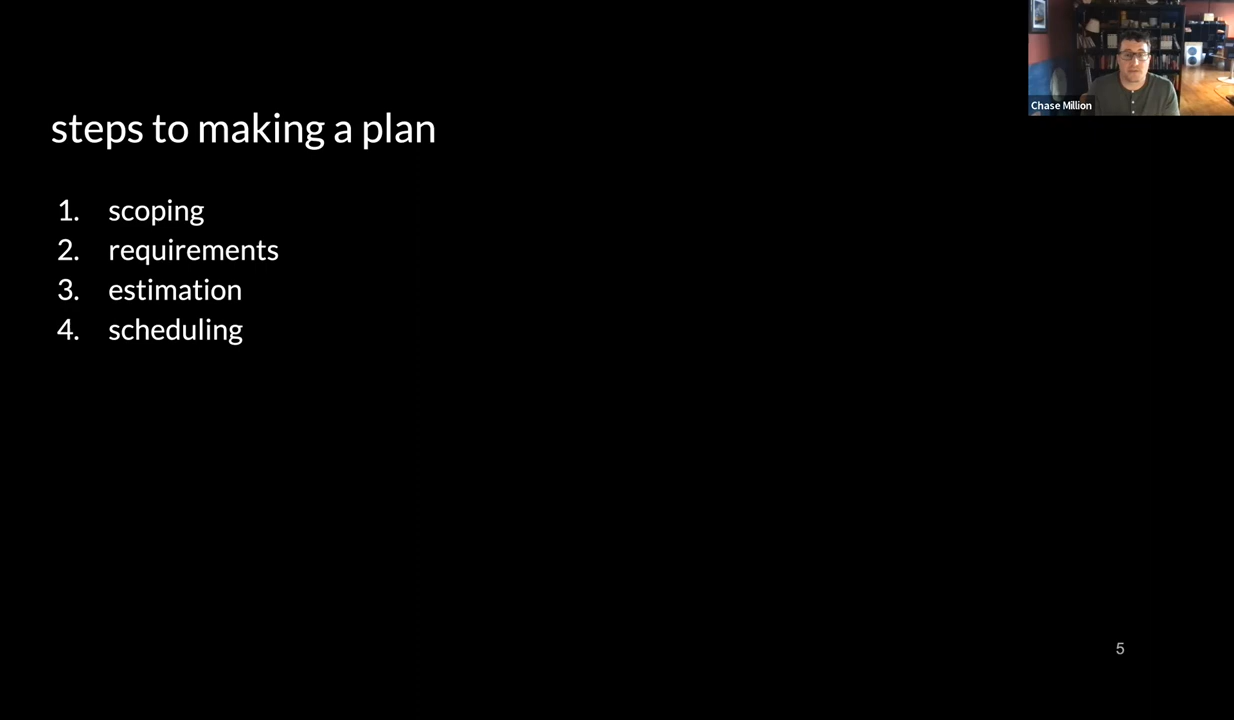 Chase Million
steps to making a plan
1. scoping
2. requirements
3. estimation
4. scheduling
5